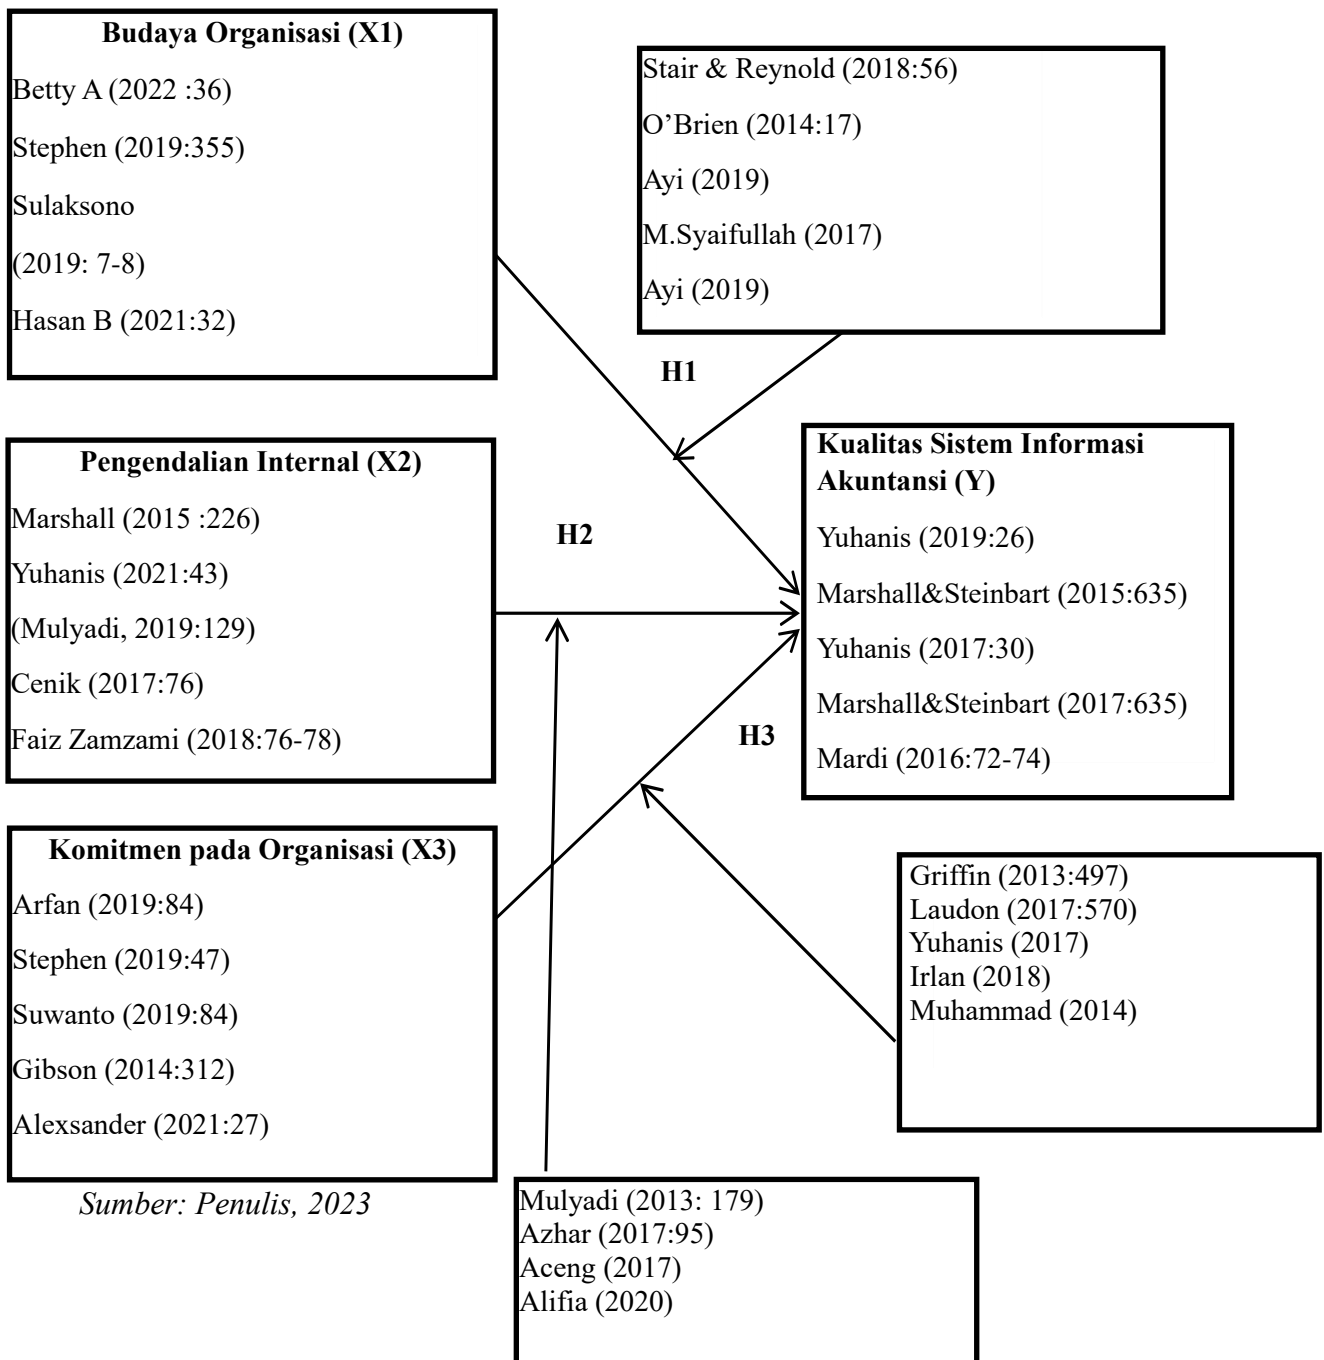 Budaya Organisasi (X1)
Betty A (2022 :36)
Stephen (2019:355)
Sulaksono
(2019: 7-8)
Hasan B (2021:32)
Stair & Reynold (2018:56)
O’Brien (2014:17)
Ayi (2019)
M.Syaifullah (2017)
Ayi (2019)
H1
Pengendalian Internal (X2)
Marshall (2015 :226)
Yuhanis (2021:43)
(Mulyadi, 2019:129)
Cenik (2017:76)
Faiz Zamzami (2018:76-78)
H2
Kualitas Sistem Informasi
Akuntansi (Y)
Yuhanis (2019:26)
Marshall&Steinbart (2015:635)
Yuhanis (2017:30)
Marshall&Steinbart (2017:635)
Mardi (2016:72-74)
H3
Komitmen pada Organisasi (X3)
Arfan (2019:84)
Stephen (2019:47)
Suwanto (2019:84)
Gibson (2014:312)
Alexsander (2021:27)
Griffin (2013:497)
Laudon (2017:570)
Yuhanis (2017)
Irlan (2018)
Muhammad (2014)
Sumber: Penulis, 2023
Mulyadi (2013: 179)
Azhar (2017:95)
Aceng (2017)
Alifia (2020)